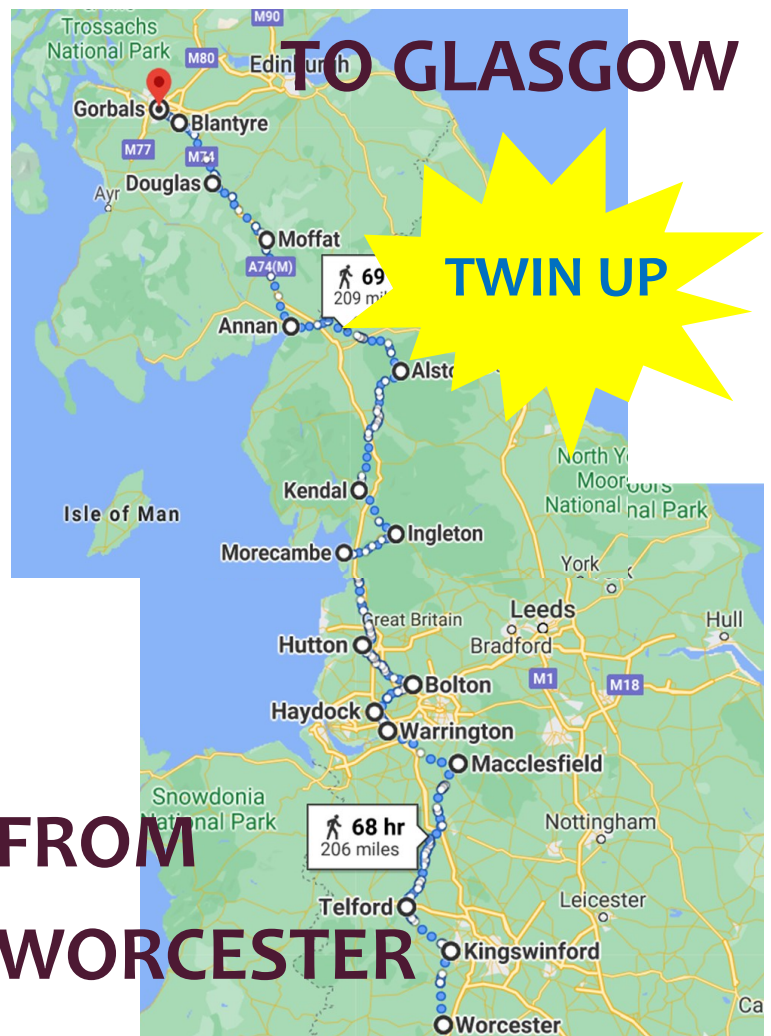 Trossachs
National Park
M90
TO GLASGOW
M80
Edinburgh
Gorbals
Blantyre
M77
M74
Douglas
Ayr
Moffat
TWIN UP
A74(M)
69
209
Annan
Kendal
North
National
nal Park
Isle of Man
Ingleton
Morecambe
York
Great Britain
Leeds
Hull
Hutton
Bradford
M1
M18
Bolton
Haydock
Warrington
Macclesfield
Snowdonia
National Park
68 hr
206 miles
Nottingham
FROM
Telford
Leicester
WORCESTER
Kingswinford
Ca
Worcester